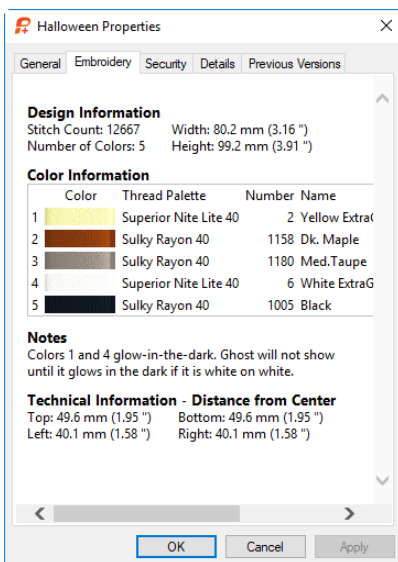 Halloween Properties
General Embroidery Security Details Previous Versions
Design Information
Stitch Count: 12667 Width: 80.2 mm (3.16 ")
Number of Colors: 5 Height: 99.2 mm (3.91 ")
Color Information
Color Thread Palette Number Name
1 Superior Nite Lite 40 2 Yellow ExtraG
2 Sulky Rayon 40 1158 Dk. Maple
3 Sulky Rayon 40 1180 Med.Taupe
4 Superior Nite Lite 40 6 White ExtraG
5 Sulky Rayon 40 1005 Black
Notes
Colors 1 and 4 glow-in-the-dark. Ghost will not show
until it glows in the dark if it is white on white.
Technical Information - Distance from Center
Top: 49.6 mm (1.95 ") Bottom: 49.6 mm (1.95 ")
Left: 40.1 mm (1.58 ") Right: 40.1 mm (1.58 ")
OK Cancel Apply